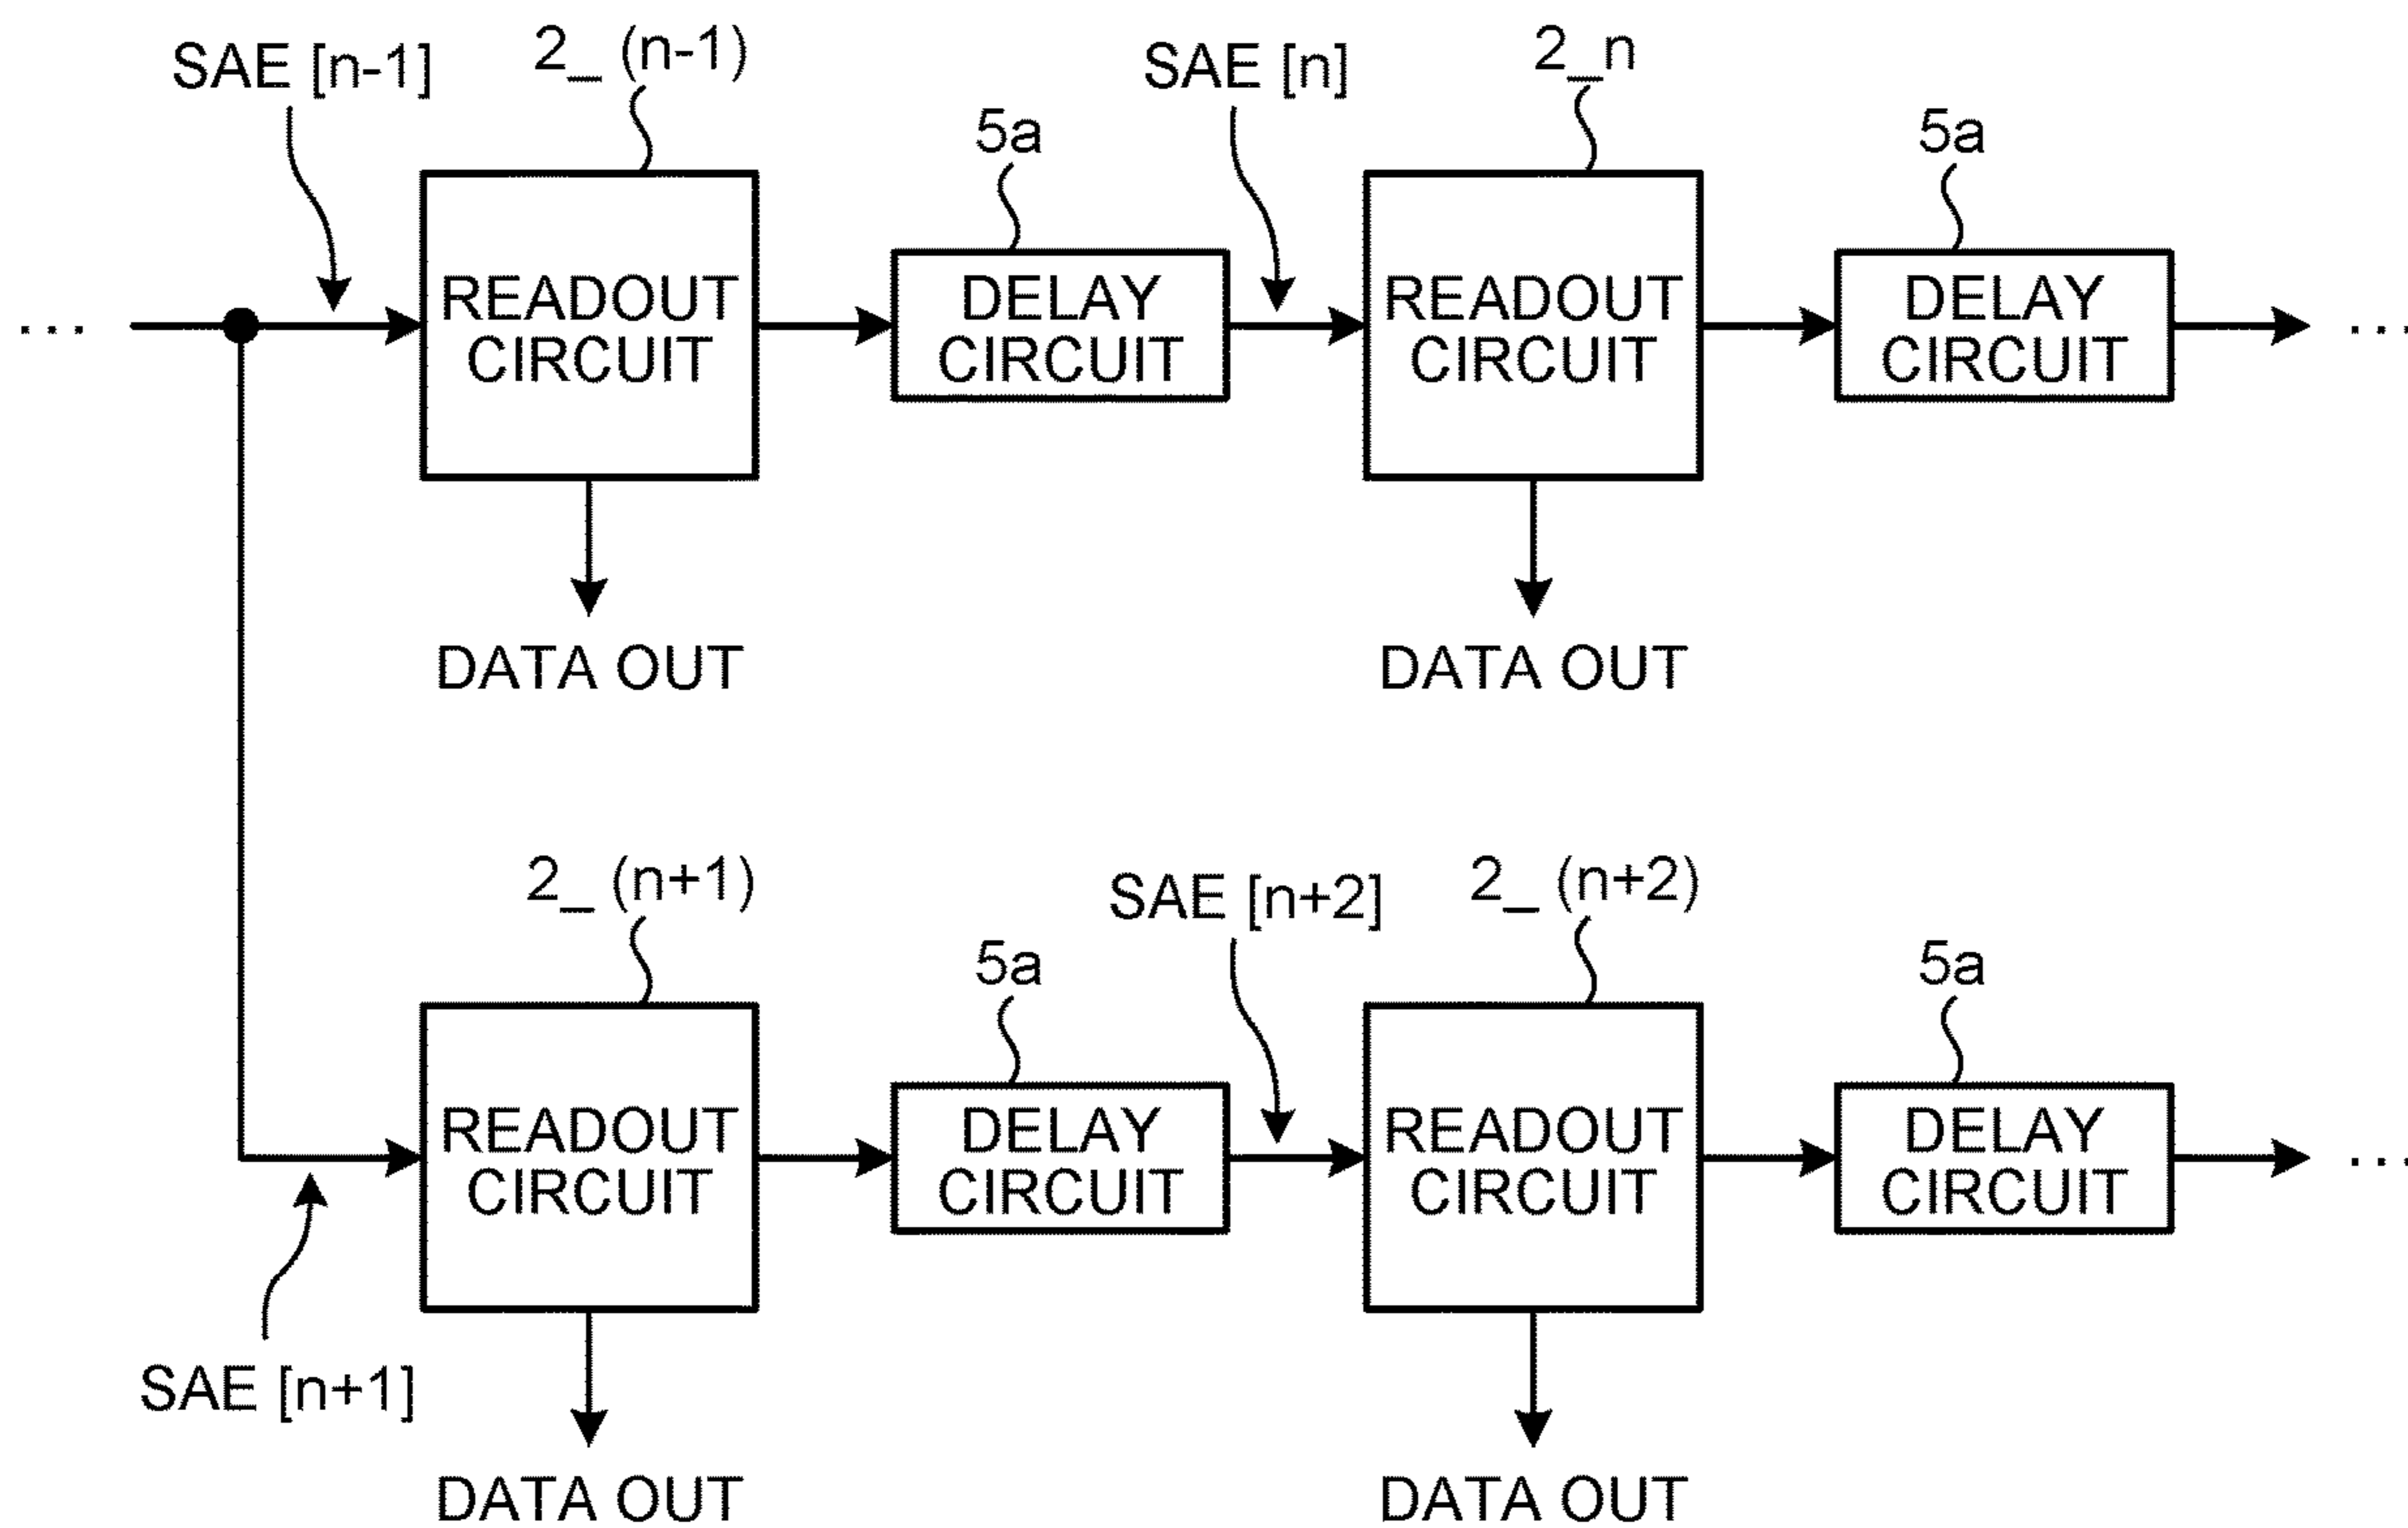 SAE [n-1]
2_ (n-1)
SAE [n]
2_n
5a
5a
... READOUT
CIRCUIT
DELAY
CIRCUIT
READOUT
CIRCUIT
DELAY
CIRCUIT
...
DATA OUT
DATA OUT
2_ (n+1)
SAE [n+2]
2_ (n+2)
5a
5a
READOUT
CIRCUIT
DELAY
CIRCUIT
READOUT
CIRCUIT
DELAY
CIRCUIT
...
SAE [n+1]
DATA OUT
DATA OUT